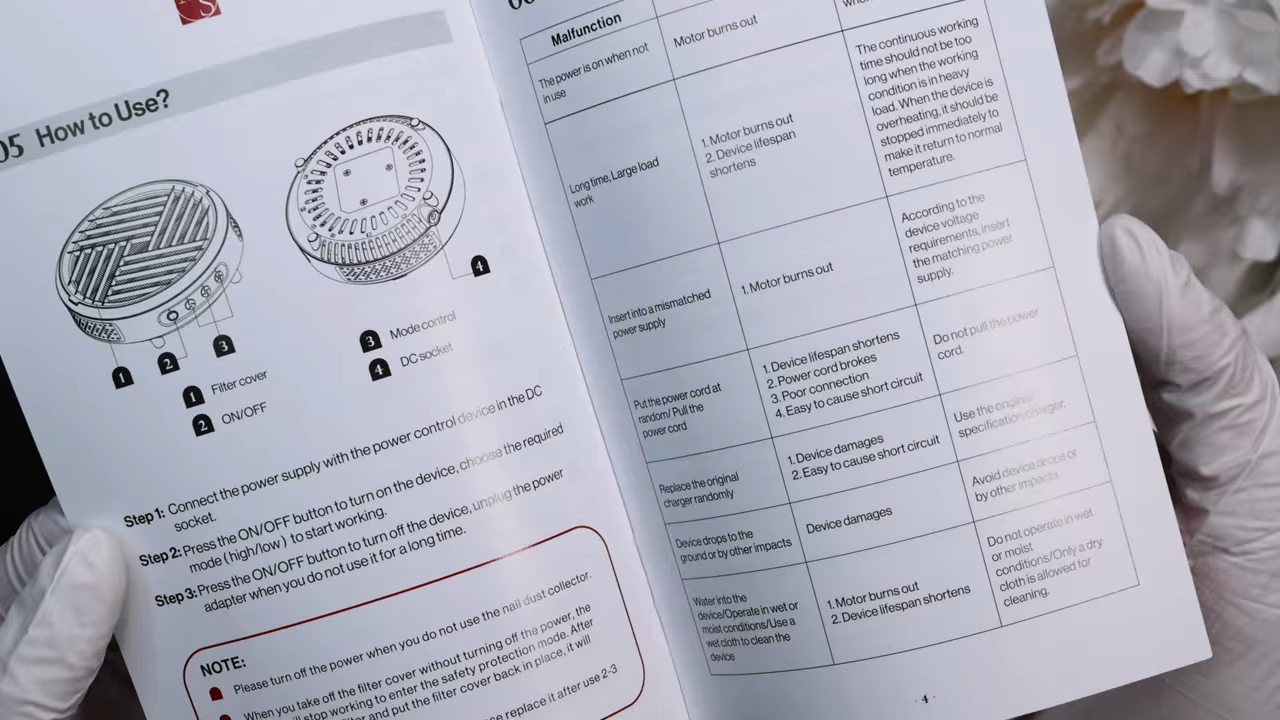 05 How to Use?
4
1
2
3
3 Mode control
4 DC socket
1 Filter cover
2 ON/OFF
Step 1: Connect the power supply with the power control device in the DC
socket.
Step 2: Press the ON/OFF button to turn on the device, choose the required
mode (high/low) to start working.
Step 3: Press the ON/OFF button to turn off the device, unplug the power
adapter when you do not use it for a long time.
NOTE:
Please turn off the power when you do not use the nail dust collector.
When you take off the filter cover without turning off the power, the
stop working to enter the safety protection mode. After
and put the filter cover back in place, it will
replace it after use 2-3
Malfunction
The power is on when not
in use
Motor burns out
Long time, Large load
work
1. Motor burns out
2. Device lifespan
shortens
The continuous working
time should not be too
long when the working
condition is in heavy
load. When the device is
overheating, it should be
stopped immediately to
make it return to normal
temperature.
Insert into a mismatched
power supply
1. Motor burns out
According to the
device voltage
requirements, insert
the matching power
supply.
Put the power cord at
random/ Pull the
power cord
1. Device lifespan shortens
2. Power cord brokes
3. Poor connection
4. Easy to cause short circuit
Do not pull the power
cord.
Replace the original
charger randomly
1. Device damages
2. Easy to cause short circuit
Use the original
specification charger.
Device drops to the
ground or by other impacts
Device damages
Avoid device drops or
by other impacts.
Water into the
device/Operate in wet or
moist conditions/Use a
wet cloth to clean the
device
1. Motor burns out
2. Device lifespan shortens
Do not operate in wet
or moist
conditions/Only a dry
cloth is allowed for
cleaning.
· 4 ·